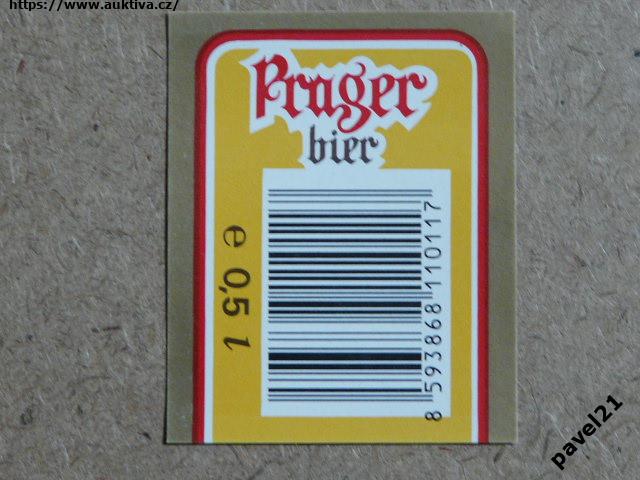 https://www.auktiva.cz/
Prager
bier
e 0,5 l
8 593868 110117
pavel21